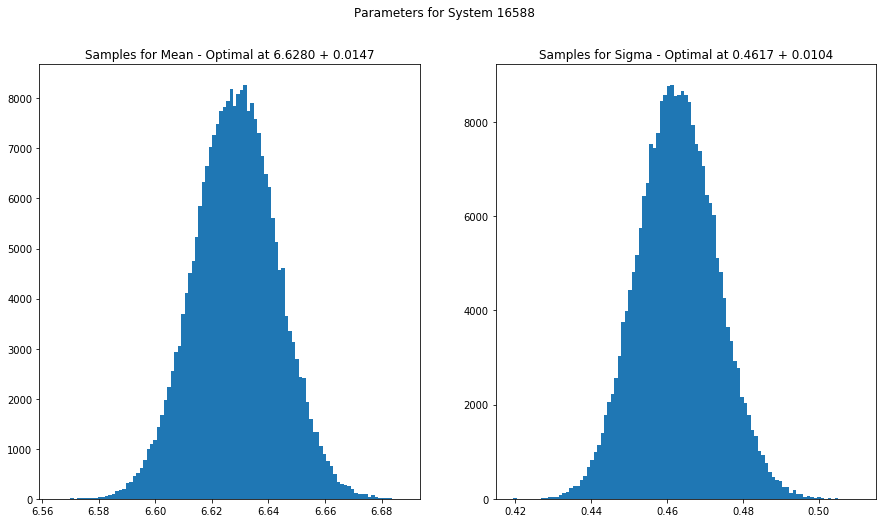 Parameters for System 16588
Samples for Mean - Optimal at 6.6280 + 0.0147
Samples for Sigma - Optimal at 0.4617 + 0.0104
8000
7000
6000
5000
4000
3000
2000
1000
0
6.56 6.58 6.60 6.62 6.64 6.66 6.68
8000
6000
4000
2000
0
0.42 0.44 0.46 0.48 0.50